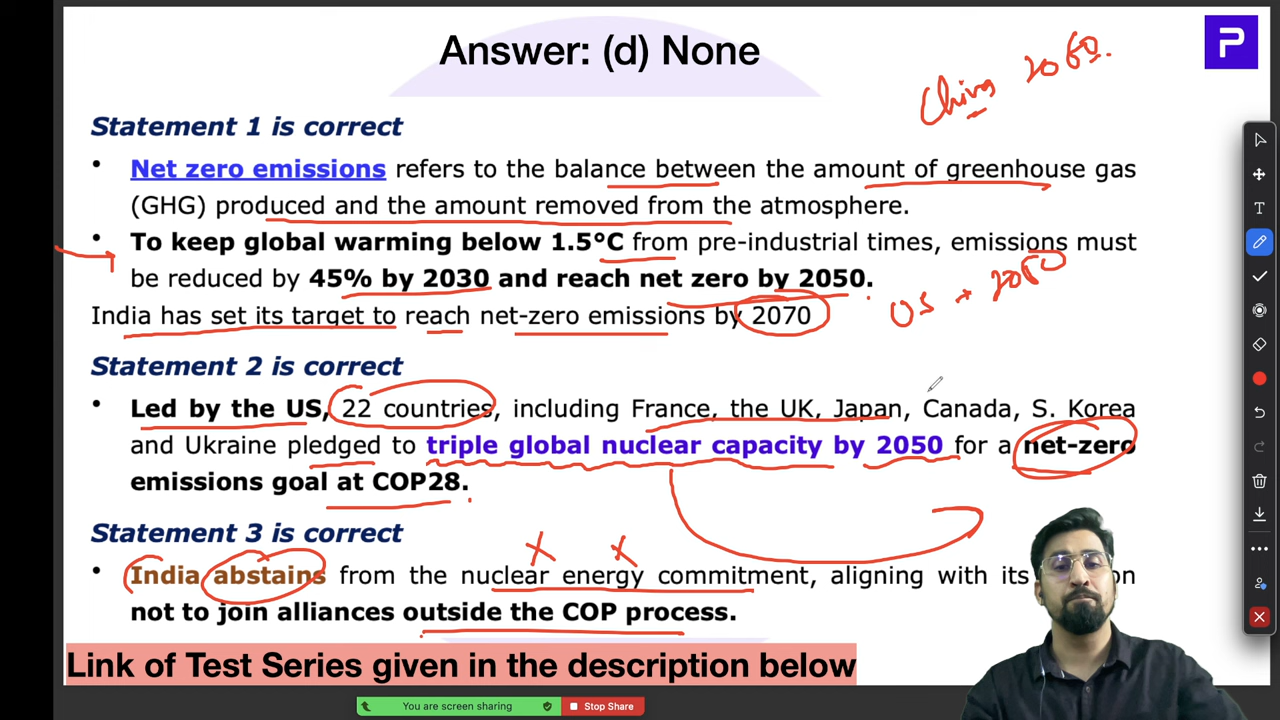 Answer: (d) None
P
China 2060.
Statement 1 is correct
• Net zero emissions refers to the balance between the amount of greenhouse gas
(GHG) produced and the amount removed from the atmosphere.
• To keep global warming below 1.5°C from pre-industrial times, emissions must
be reduced by 45% by 2030 and reach net zero by 2050.
India has set its target to reach net-zero emissions by 2070
US → 2050
Statement 2 is correct
• Led by the US, 22 countries, including France, the UK, Japan, Canada, S. Korea
and Ukraine pledged to triple global nuclear capacity by 2050 for a net-zero
emissions goal at COP28.
Statement 3 is correct
• India abstains from the nuclear energy commitment, aligning with its
not to join alliances outside the COP process.
Link of Test Series given in the description below
You are screen sharing
Stop Share